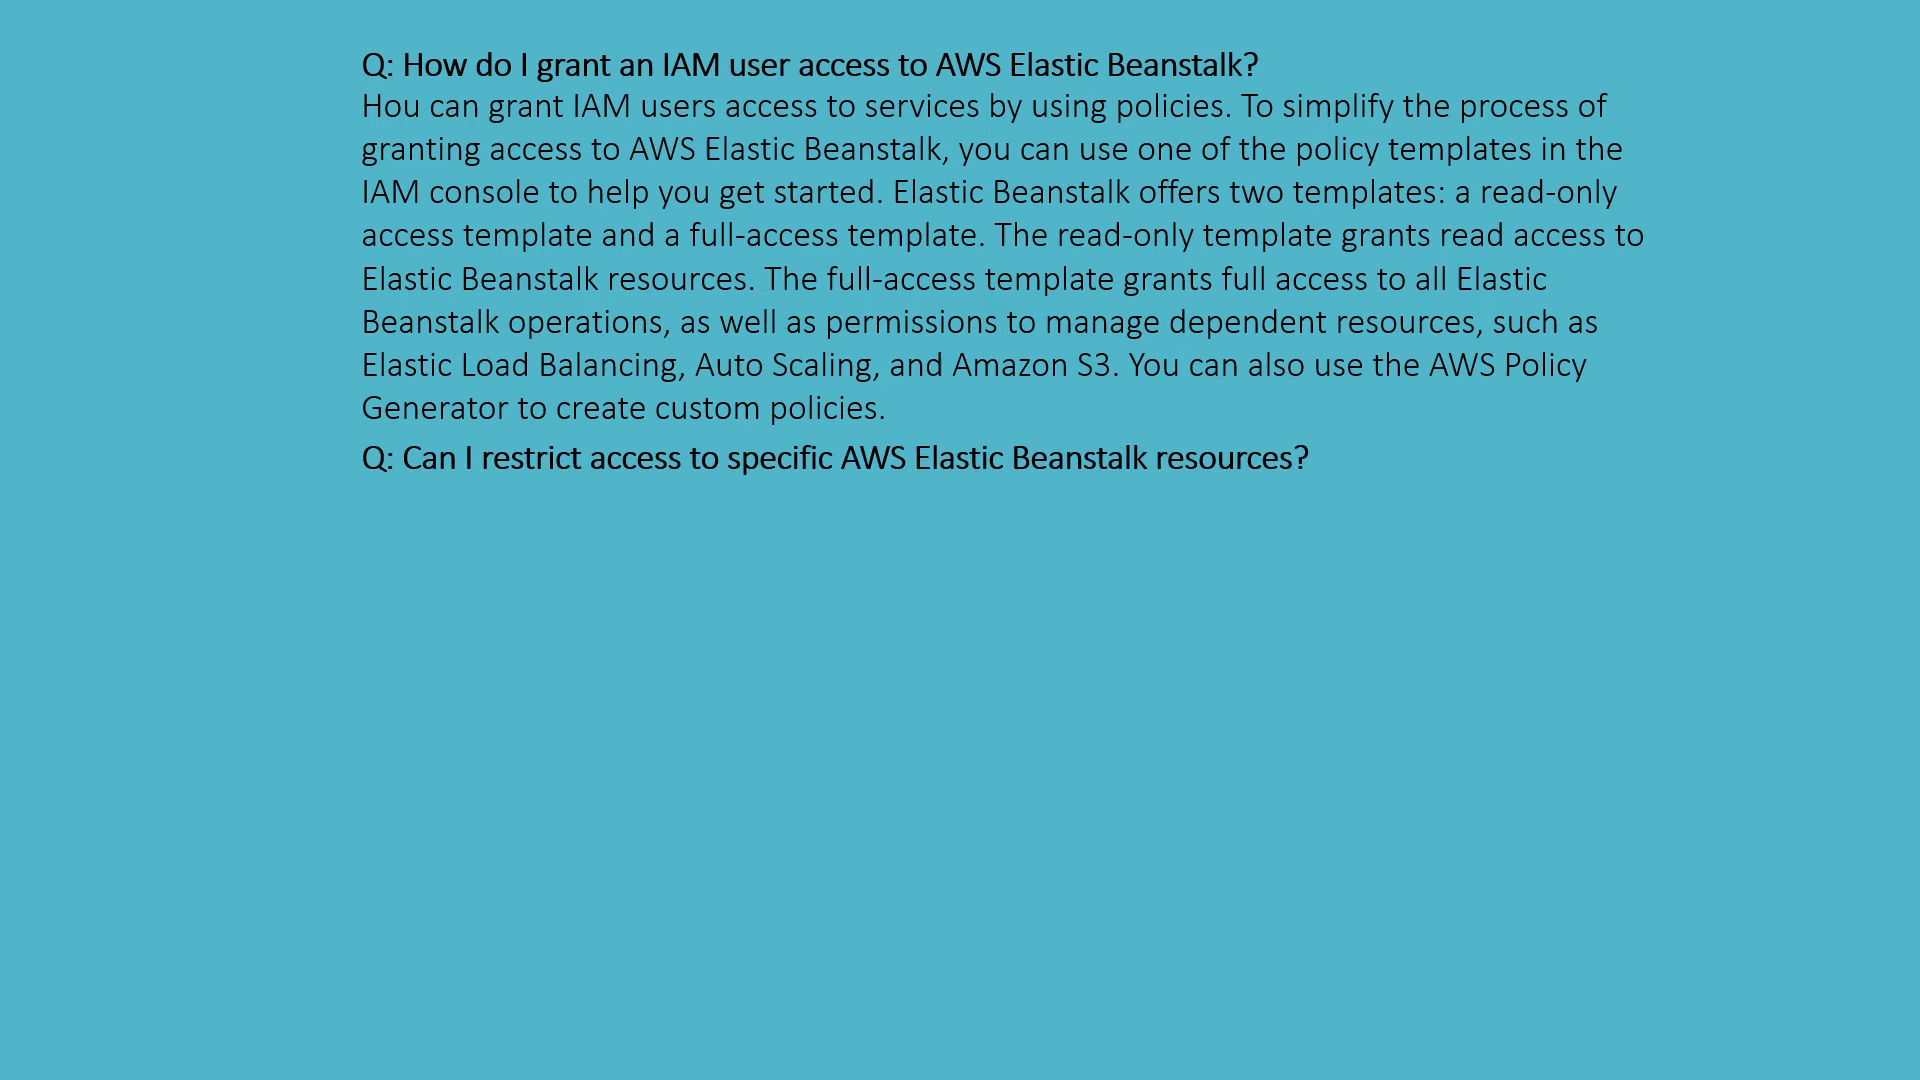 Q: How do I grant an IAM user access to AWS Elastic Beanstalk?
Hou can grant IAM users access to services by using policies. To simplify the process of
granting access to AWS Elastic Beanstalk, you can use one of the policy templates in the
IAM console to help you get started. Elastic Beanstalk offers two templates: a read-only
access template and a full-access template. The read-only template grants read access to
Elastic Beanstalk resources. The full-access template grants full access to all Elastic
Beanstalk operations, as well as permissions to manage dependent resources, such as
Elastic Load Balancing, Auto Scaling, and Amazon S3. You can also use the AWS Policy
Generator to create custom policies.
Q: Can I restrict access to specific AWS Elastic Beanstalk resources?